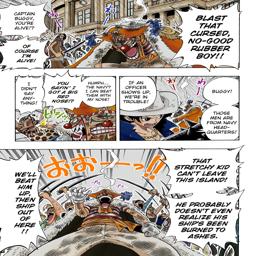 CAPTAIN
BUGGY,
YOU'RE
ALIVE!?
OF
COURSE
I'M
ALIVE!
BLAST
THAT
CURSED,
NO-GOOD
RUBBER
BOY!!
I
DIDN'T
SAY
ANY-
THING!
YOU
SAYIN' I
GOT A BIG
RED
NOSE!?
HUMPH...
THE NAVY?
I CAN BEAT
THEM WITH
MY NOSE!
IF AN
OFFICER
SHOWS UP,
WE'RE IN
TROUBLE!
BUGGY!
THOSE
MEN ARE
FROM NAVY
HEAD-
QUARTERS!
おおーーっ!!
WE'LL
BEAT
HIM
UP,
THEN
SHIP
OUT
OF
HERE
!!
THAT
STRETCHY KID
CAN'T LEAVE
THIS ISLAND!
HE PROBABLY
DOESN'T EVEN
REALIZE HIS
SHIP'S BEEN
BURNED TO
ASHES.